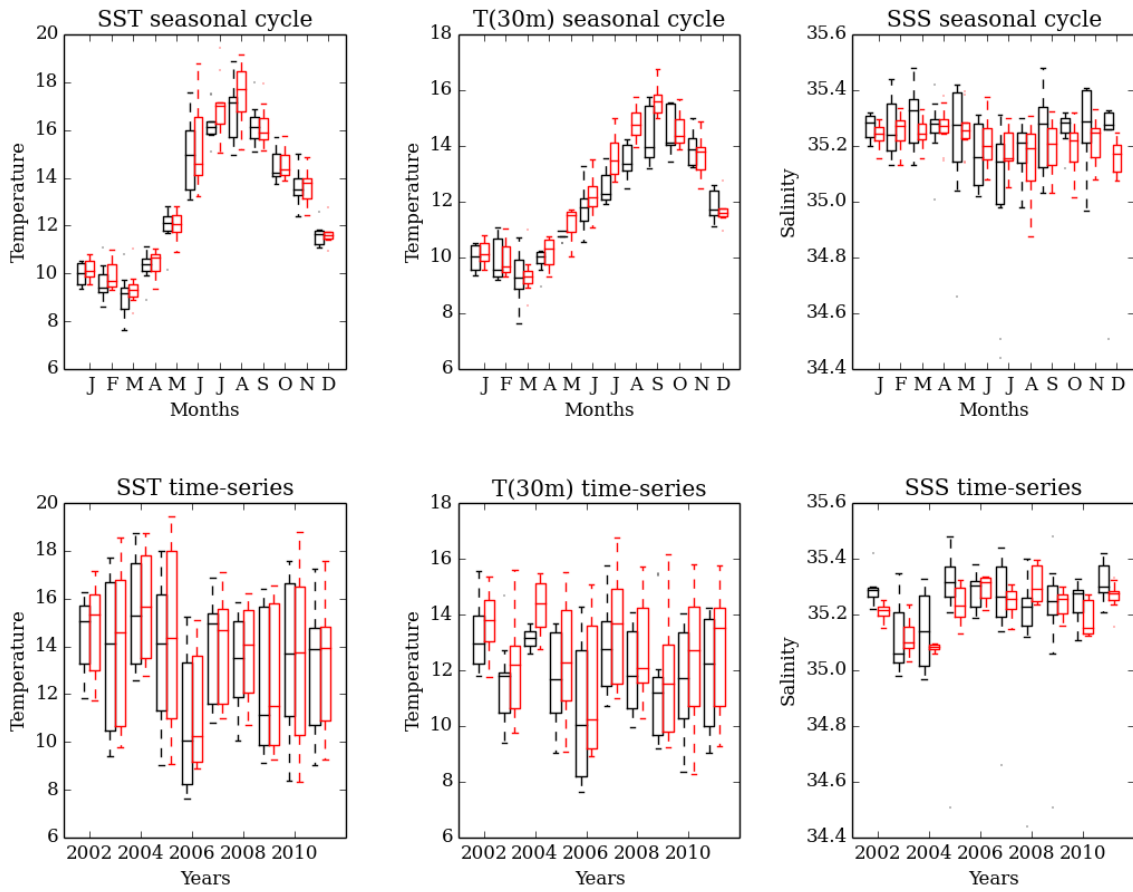 SST seasonal cycle
20
18
16
14
12
10
8
6
Temperature
J F M A M J J A S O N D
Months
T(30m) seasonal cycle
20
18
16
14
12
10
8
6
Temperature
J F M A M J J A S O N D
Months
SSS seasonal cycle
35.6
35.4
35.2
35.0
34.8
34.6
34.4
Salinity
J F M A M J J A S O N D
Months
SST time-series
20
18
16
14
12
10
8
6
Temperature
2002 2004 2006 2008 2010
Years
T(30m) time-series
20
18
16
14
12
10
8
6
Temperature
2002 2004 2006 2008 2010
Years
SSS time-series
35.6
35.4
35.2
35.0
34.8
34.6
34.4
Salinity
2002 2004 2006 2008 2010
Years